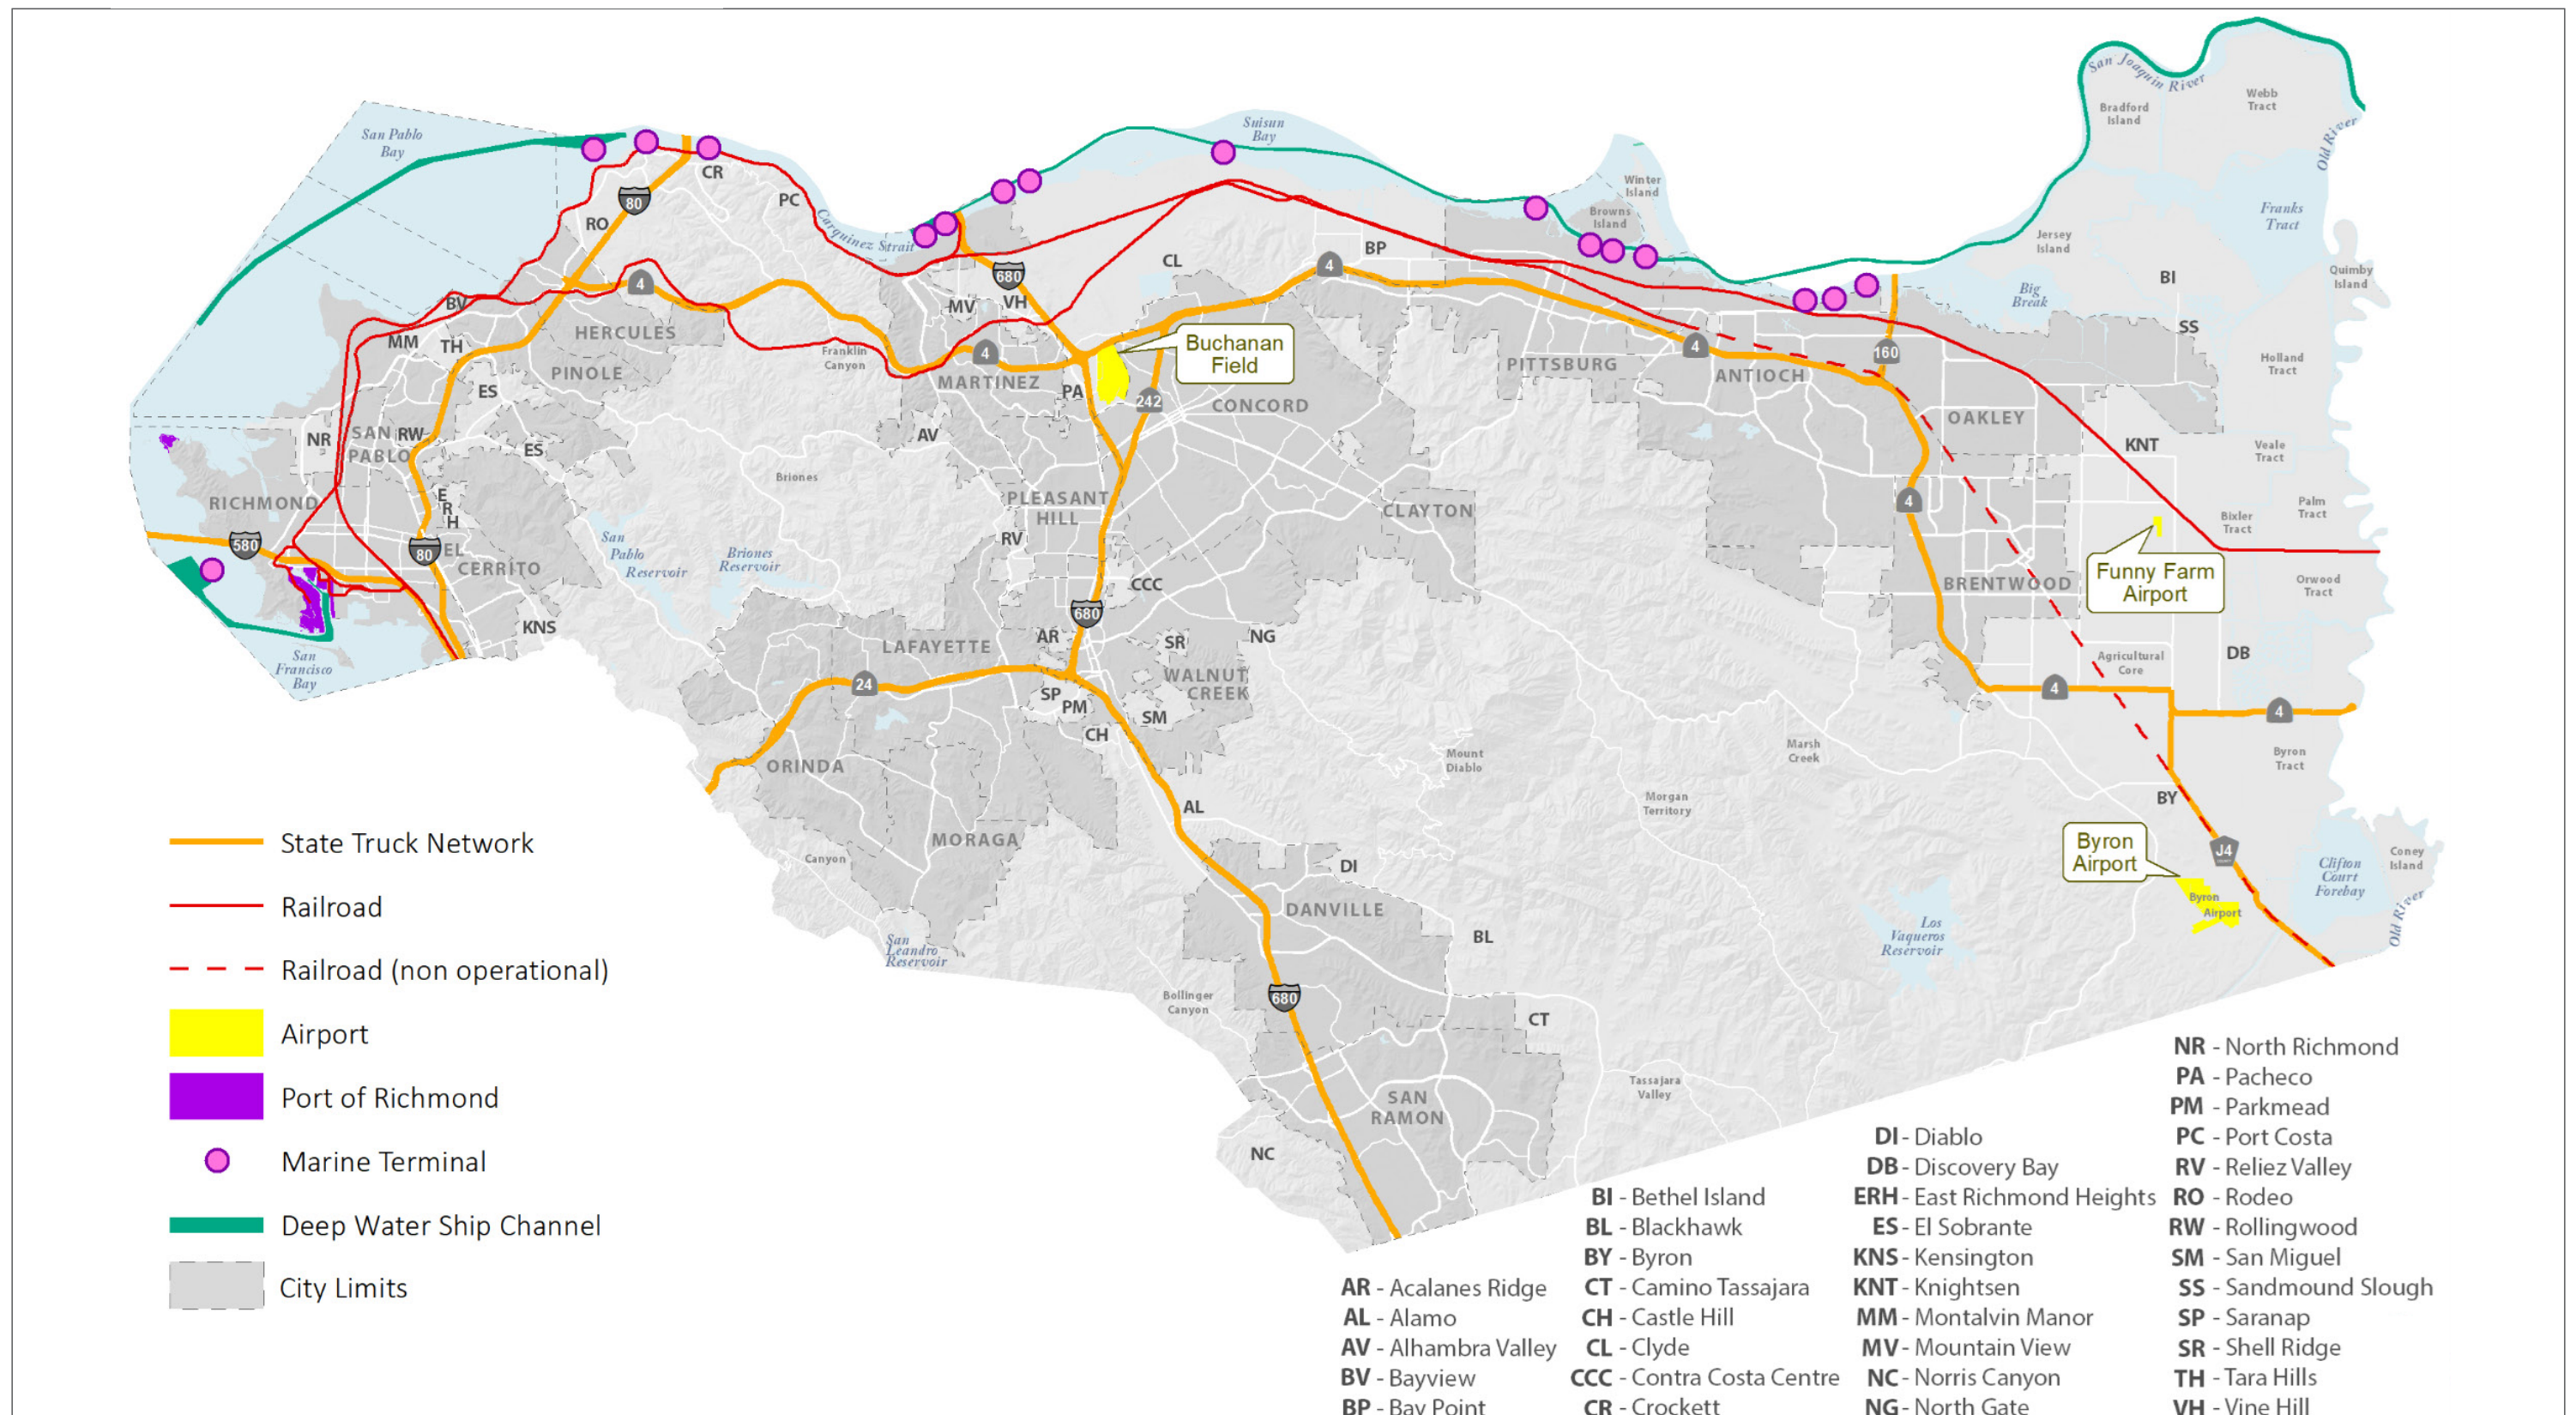 San Pablo
Bay
Suisun
Bay
San Joaquin River
Webb
Tract
Bradford
Island
Old River
80
CR
PC
RO
Carquinez Strait
Winter
Island
Browns
Island
Franks
Tract
Jersey
Island
BI
Quimby
Island
680
CL
4
BP
4
BV
MV
VH
Big
Break
SS
HERCULES
MM
TH
Franklin
Canyon
4
Buchanan
Field
4
160
Holland
Tract
PINOLE
MARTINEZ
PITTSBURG
ANTIOCH
ES
PA
242
CONCORD
OAKLEY
NR
SAN
PABLO
RW
ES
AV
KNT
Veale
Tract
Briones
RICHMOND
E
R
H
PLEASANT
HILL
CLAYTON
4
Palm
Tract
Bixler
Tract
580
80
EL
CERRITO
San
Pablo
Reservoir
Briones
Reservoir
RV
CCC
BRENTWOOD
Funny Farm
Airport
Orwood
Tract
KNS
680
LAFAYETTE
AR
SR
NG
San
Francisco
Bay
Agricultural
Core
DB
24
WALNUT
CREEK
SP
PM
SM
CH
4
4
ORINDA
Mount
Diablo
Marsh
Creek
Byron
Tract
AL
Morgan
Territory
BY
MORAGA
Canyon
DI
Byron
Airport
J4
Clifton
Court
Forebay
Coney
Island
DANVILLE
Byron
Airport
Old River
San
Leandro
Reservoir
BL
Los
Vaqueros
Reservoir
Bollinger
Canyon
680
CT
SAN
RAMON
Tassajara
Valley
NC
State Truck Network
Railroad
Railroad (non operational)
Airport
Port of Richmond
Marine Terminal
Deep Water Ship Channel
City Limits
AR - Acalanes Ridge
AL - Alamo
AV - Alhambra Valley
BV - Bayview
BP - Bay Point
BI - Bethel Island
BL - Blackhawk
BY - Byron
CT - Camino Tassajara
CH - Castle Hill
CL - Clyde
CCC - Contra Costa Centre
CR - Crockett
DI - Diablo
DB - Discovery Bay
ERH - East Richmond Heights
ES - El Sobrante
KNS - Kensington
KNT - Knightsen
MM - Montalvin Manor
MV - Mountain View
NC - Norris Canyon
NG - North Gate
NR - North Richmond
PA - Pacheco
PM - Parkmead
PC - Port Costa
RV - Reliez Valley
RO - Rodeo
RW - Rollingwood
SM - San Miguel
SS - Sandmound Slough
SP - Saranap
SR - Shell Ridge
TH - Tara Hills
VH - Vine Hill